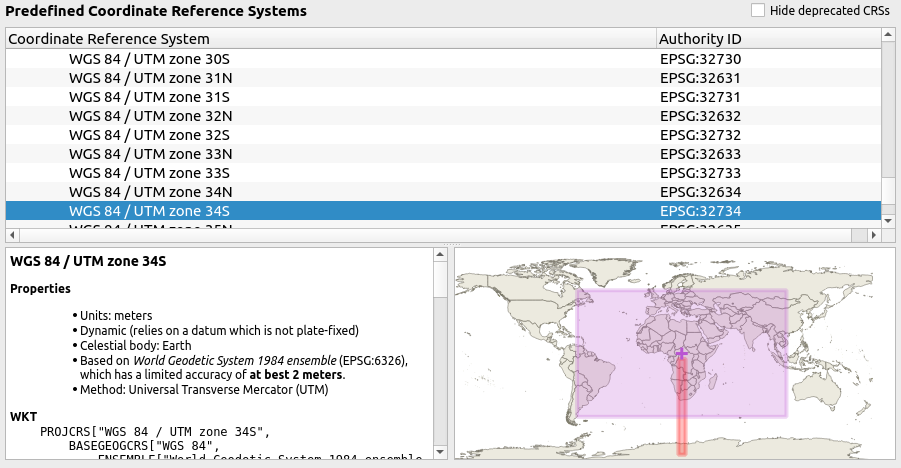 Predefined Coordinate Reference Systems
Hide deprecated CRSs
Coordinate Reference System Authority ID
WGS 84 / UTM zone 30S EPSG:32730
WGS 84 / UTM zone 31N EPSG:32631
WGS 84 / UTM zone 31S EPSG:32731
WGS 84 / UTM zone 32N EPSG:32632
WGS 84 / UTM zone 32S EPSG:32732
WGS 84 / UTM zone 33N EPSG:32633
WGS 84 / UTM zone 33S EPSG:32733
WGS 84 / UTM zone 34N EPSG:32634
WGS 84 / UTM zone 34S EPSG:32734
WGS 84 / UTM zone 34S
Properties
• Units: meters
• Dynamic (relies on a datum which is not plate-fixed)
• Celestial body: Earth
• Based on World Geodetic System 1984 ensemble (EPSG:6326),
which has a limited accuracy of at best 2 meters.
• Method: Universal Transverse Mercator (UTM)
WKT
PROJCRS["WGS 84 / UTM zone 34S",
BASEGEOGCRS["WGS 84",
ENSEMBLE["World Geodetic System 1984 ensemble